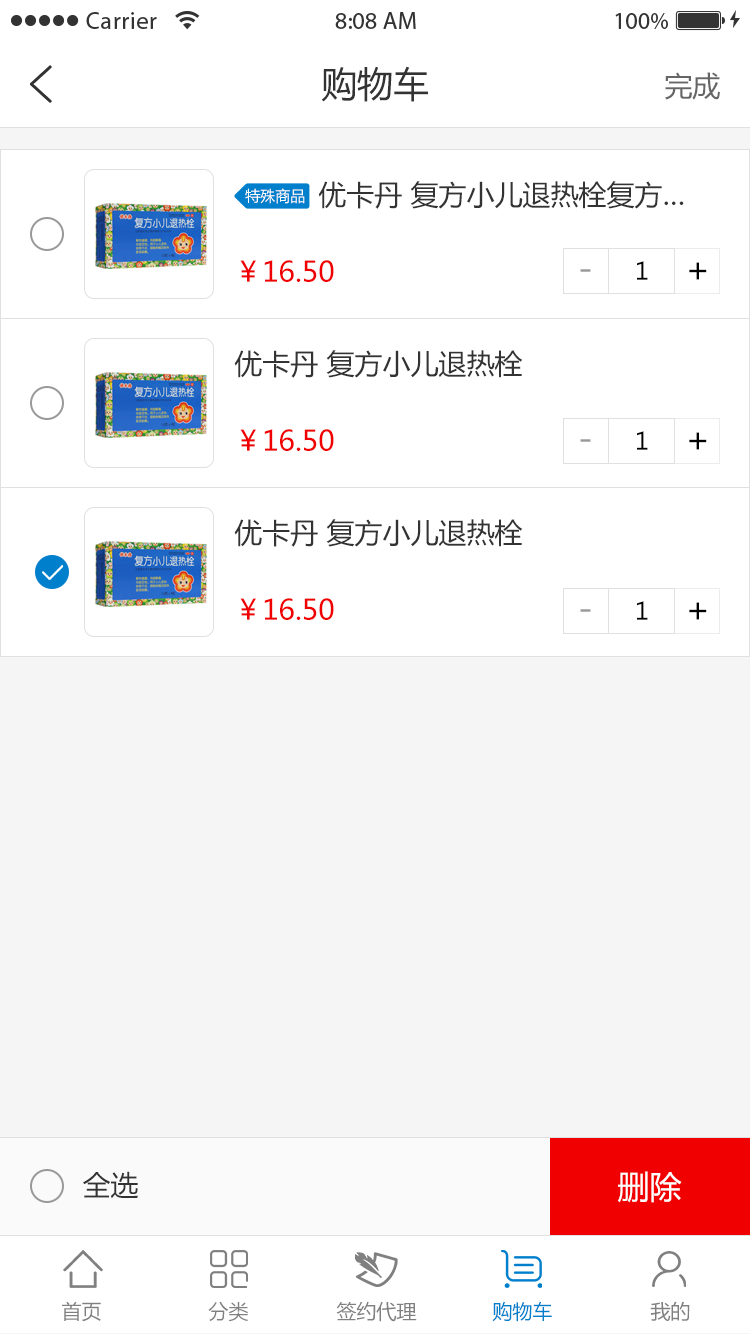 Carrier 8:08 AM 100%
购物车 完成
特殊商品 优卡丹 复方小儿退热栓复方...
复方小儿退热栓
¥ 16.50 - 1 +
优卡丹 复方小儿退热栓
复方小儿退热栓
¥ 16.50 - 1 +
优卡丹 复方小儿退热栓
复方小儿退热栓
¥ 16.50 - 1 +
全选 删除
首页 分类 签约代理 购物车 我的